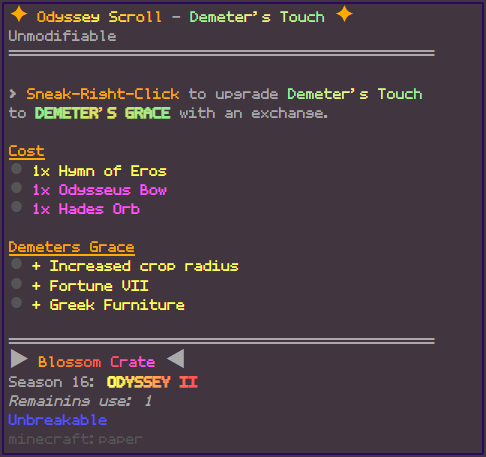 ✦ Odyssey Scroll - Demeter's Touch ✦
Unmodifiable
> Sneak-Right-Click to upgrade Demeter's Touch
to DEMETER'S GRACE with an exchange.
Cost
● 1x Hymn of Eros
● 1x Odysseus Bow
● 1x Hades Orb
Demeters Grace
● + Increased crop radius
● + Fortune VII
● + Greek Furniture
▶ Blossom Crate ◀
Season 16: ODYSSEY II
Remaining use: 1
Unbreakable
minecraft:paper